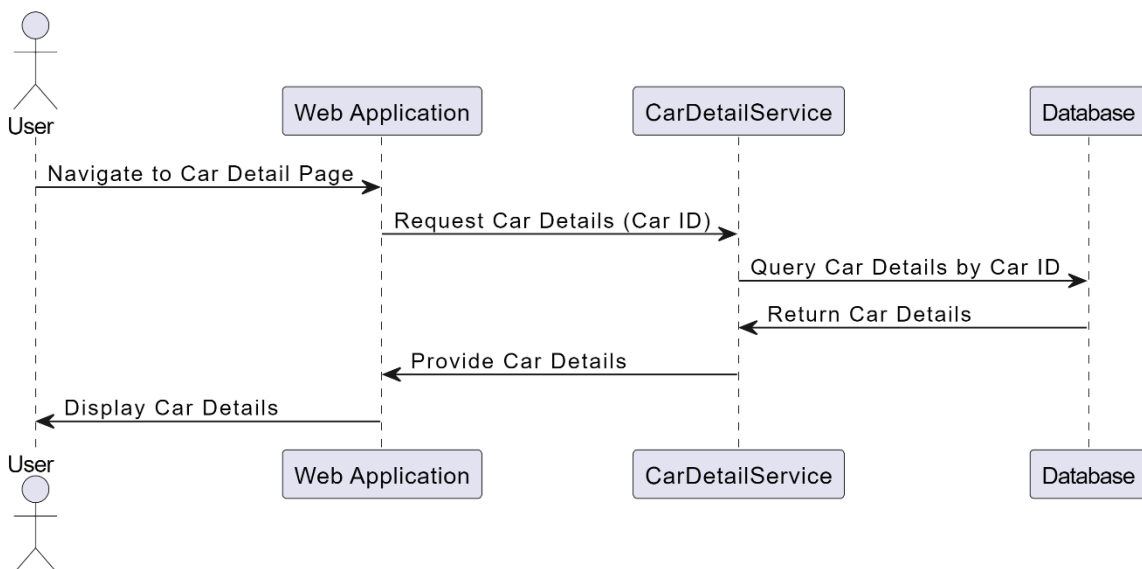 User
Web Application
CarDetailService
Database
Navigate to Car Detail Page
Request Car Details (Car ID)
Query Car Details by Car ID
Return Car Details
Provide Car Details
Display Car Details
User
Web Application
CarDetailService
Database